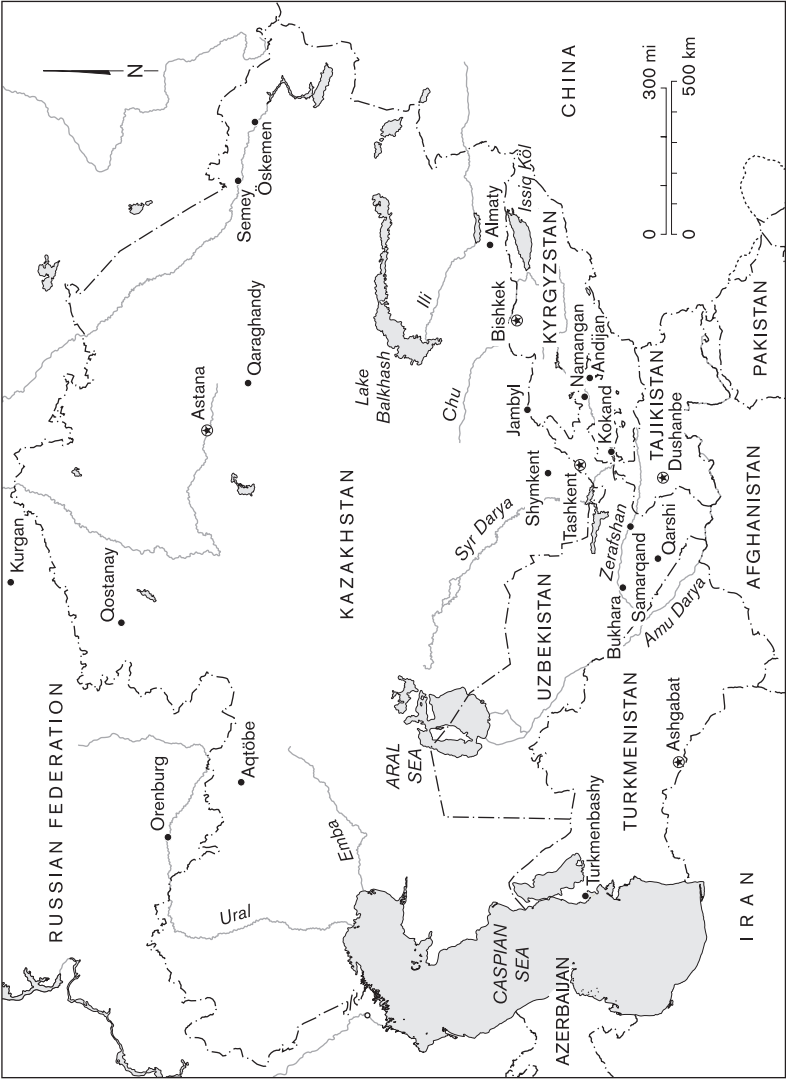 RUSSIAN FEDERATION
Kurgan
Qostanay
Orenburg
Aqtöbe
Ural
Emba
Astana
Qaraghandy
Semey
Öskemen
N
KAZAKHSTAN
Lake
Balkhash
Ili
Chu
Almaty
Bishkek
Issiq Köl
CHINA
KYRGYZSTAN
Jambyl
Shymkent
Tashkent
Syr Darya
Namangan
Andijan
Kokand
ARAL
SEA
UZBEKISTAN
Zerafshan
Bukhara
Samarqand
Qarshi
Amu Darya
TAJIKISTAN
Dushanbe
CASPIAN
SEA
AZERBAIJAN
Turkmenbashy
TURKMENISTAN
Ashgabat
IRAN
AFGHANISTAN
PAKISTAN
0 300 mi
0 500 km